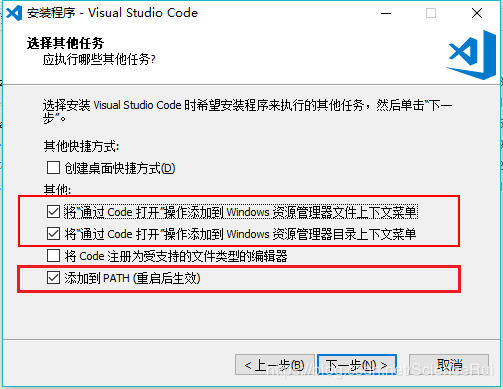 安装程序 - Visual Studio Code
选择其他任务
应执行哪些其他任务?
选择安装 Visual Studio Code 时希望安装程序来执行的其他任务，然后单击“下一
步”。
其他快捷方式:
创建桌面快捷方式(D)
其他:
将“通过 Code 打开”操作添加到 Windows 资源管理器文件上下文菜单
将“通过 Code 打开”操作添加到 Windows 资源管理器目录上下文菜单
将 Code 注册为受支持的文件类型的编辑器
添加到 PATH (重启后生效)
< 上一步(B)
下一步(N) >
取消